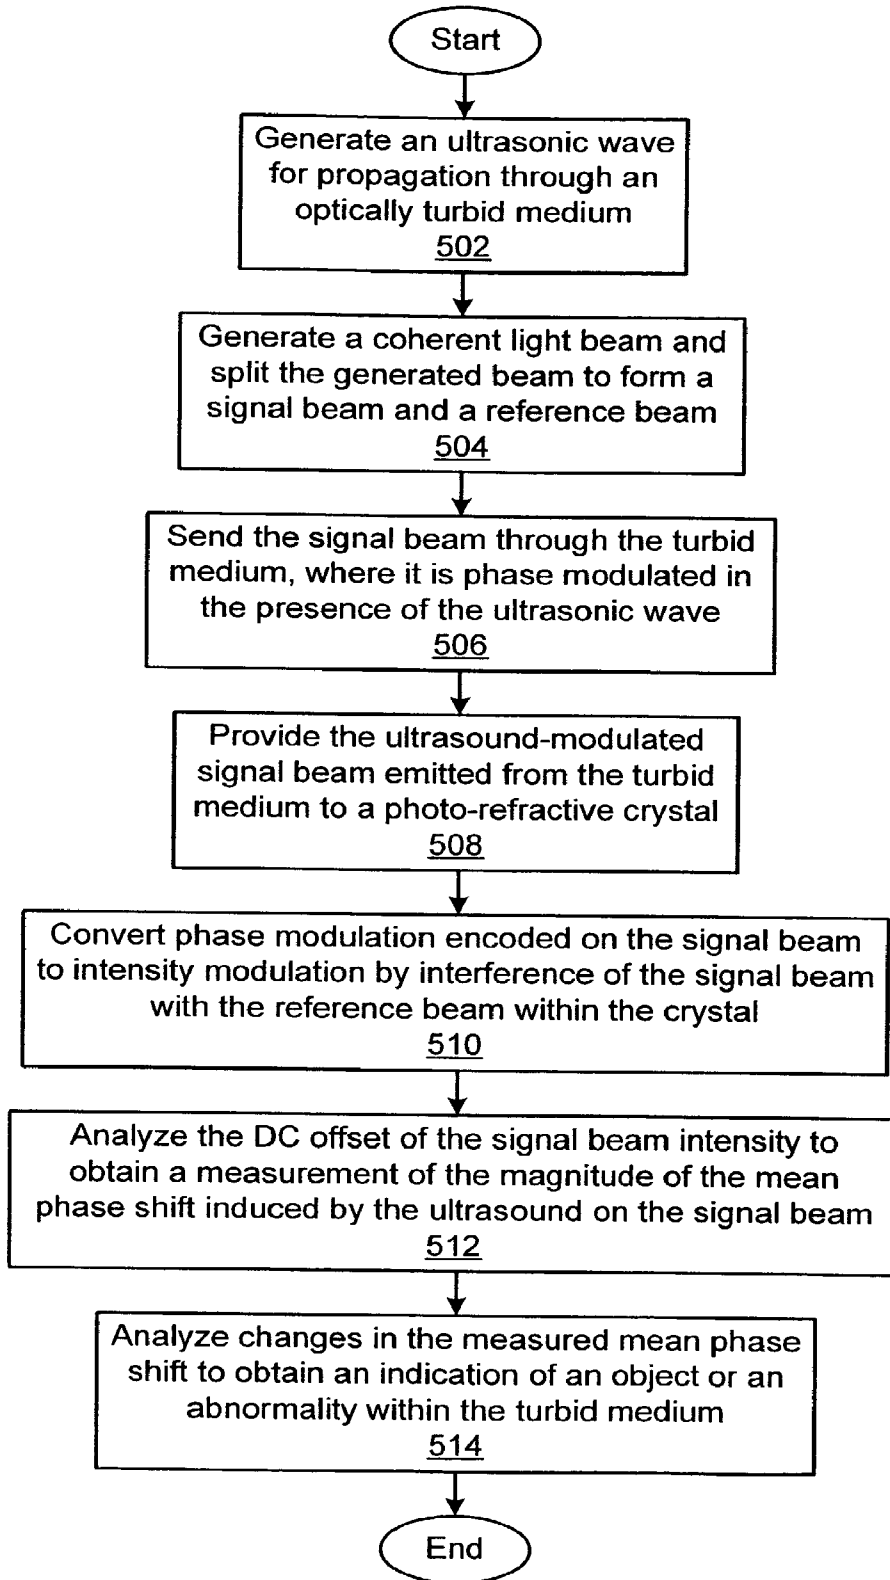 Start
Generate an ultrasonic wave
for propagation through an
optically turbid medium
502
Generate a coherent light beam and
split the generated beam to form a
signal beam and a reference beam
504
Send the signal beam through the turbid
medium, where it is phase modulated in
the presence of the ultrasonic wave
506
Provide the ultrasound-modulated
signal beam emitted from the turbid
medium to a photo-refractive crystal
508
Convert phase modulation encoded on the signal beam
to intensity modulation by interference of the signal beam
with the reference beam within the crystal
510
Analyze the DC offset of the signal beam intensity to
obtain a measurement of the magnitude of the mean
phase shift induced by the ultrasound on the signal beam
512
Analyze changes in the measured mean phase
shift to obtain an indication of an object or an
abnormality within the turbid medium
514
End